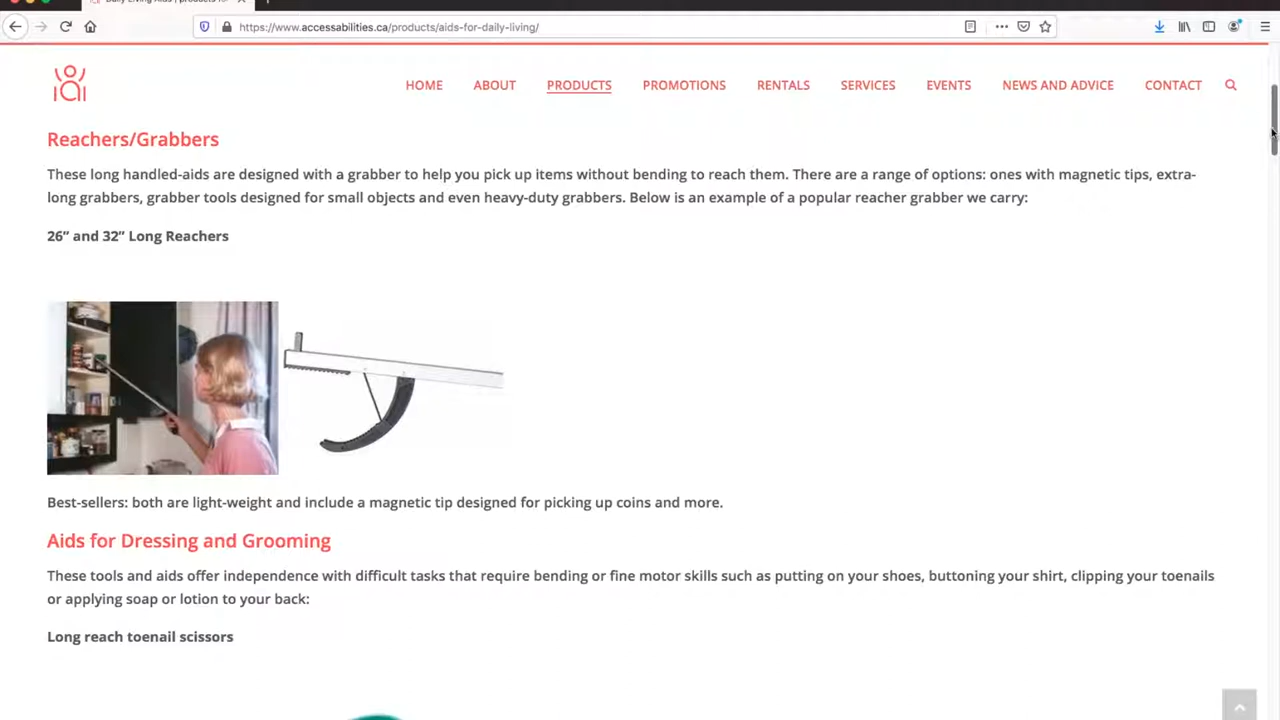 Daily Living Aids | products for
https://www.accessabilities.ca/products/aids-for-daily-living/
HOME ABOUT PRODUCTS PROMOTIONS RENTALS SERVICES EVENTS NEWS AND ADVICE CONTACT
Reachers/Grabbers
These long handled-aids are designed with a grabber to help you pick up items without bending to reach them. There are a range of options: ones with magnetic tips, extra-
long grabbers, grabber tools designed for small objects and even heavy-duty grabbers. Below is an example of a popular reacher grabber we carry:
26” and 32” Long Reachers
Best-sellers: both are light-weight and include a magnetic tip designed for picking up coins and more.
Aids for Dressing and Grooming
These tools and aids offer independence with difficult tasks that require bending or fine motor skills such as putting on your shoes, buttoning your shirt, clipping your toenails
or applying soap or lotion to your back:
Long reach toenail scissors